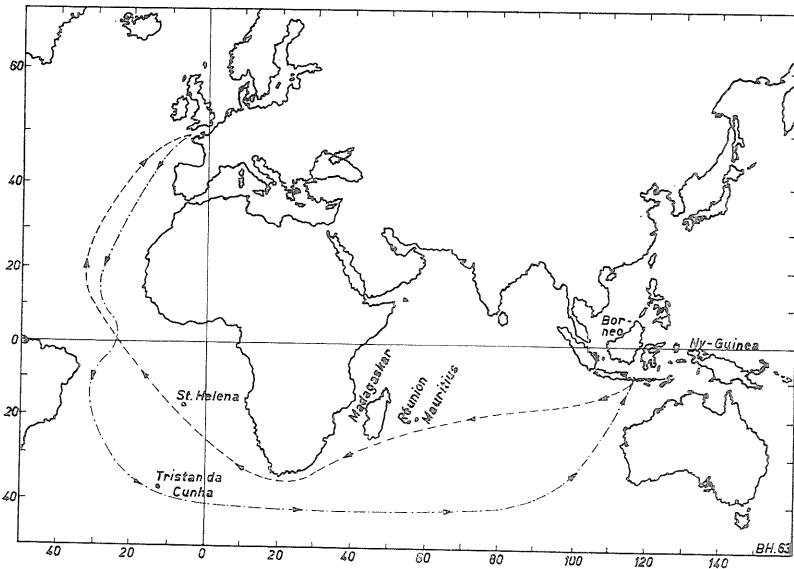 60
40
20
0
20
40
Bor-
neo
Ny-Guinea
Madagaskar
Réunion
Mauritius
St. Helena
Tristan da
Cunha
BH.63
40 20 0 20 40 60 80 100 120 140